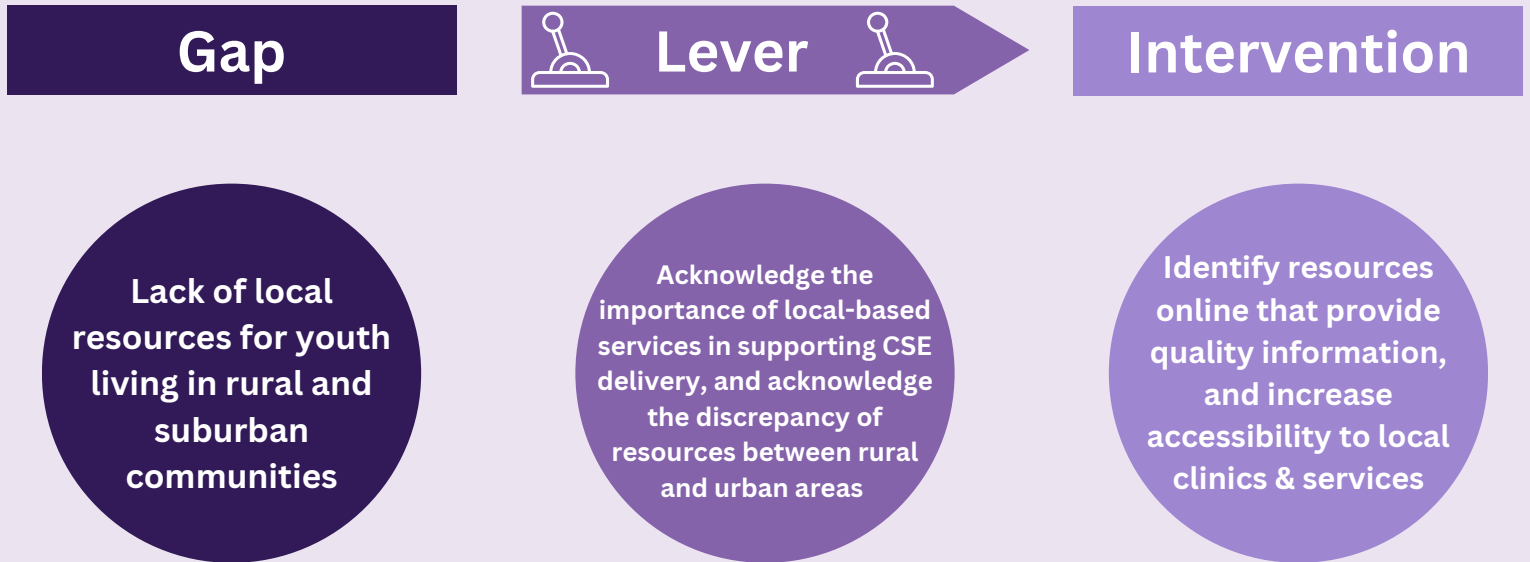 Gap
Lever
Intervention
Lack of local
resources for youth
living in rural and
suburban
communities
Acknowledge the
importance of local-based
services in supporting CSE
delivery, and acknowledge
the discrepancy of
resources between rural
and urban areas
Identify resources
online that provide
quality information,
and increase
accessibility to local
clinics & services